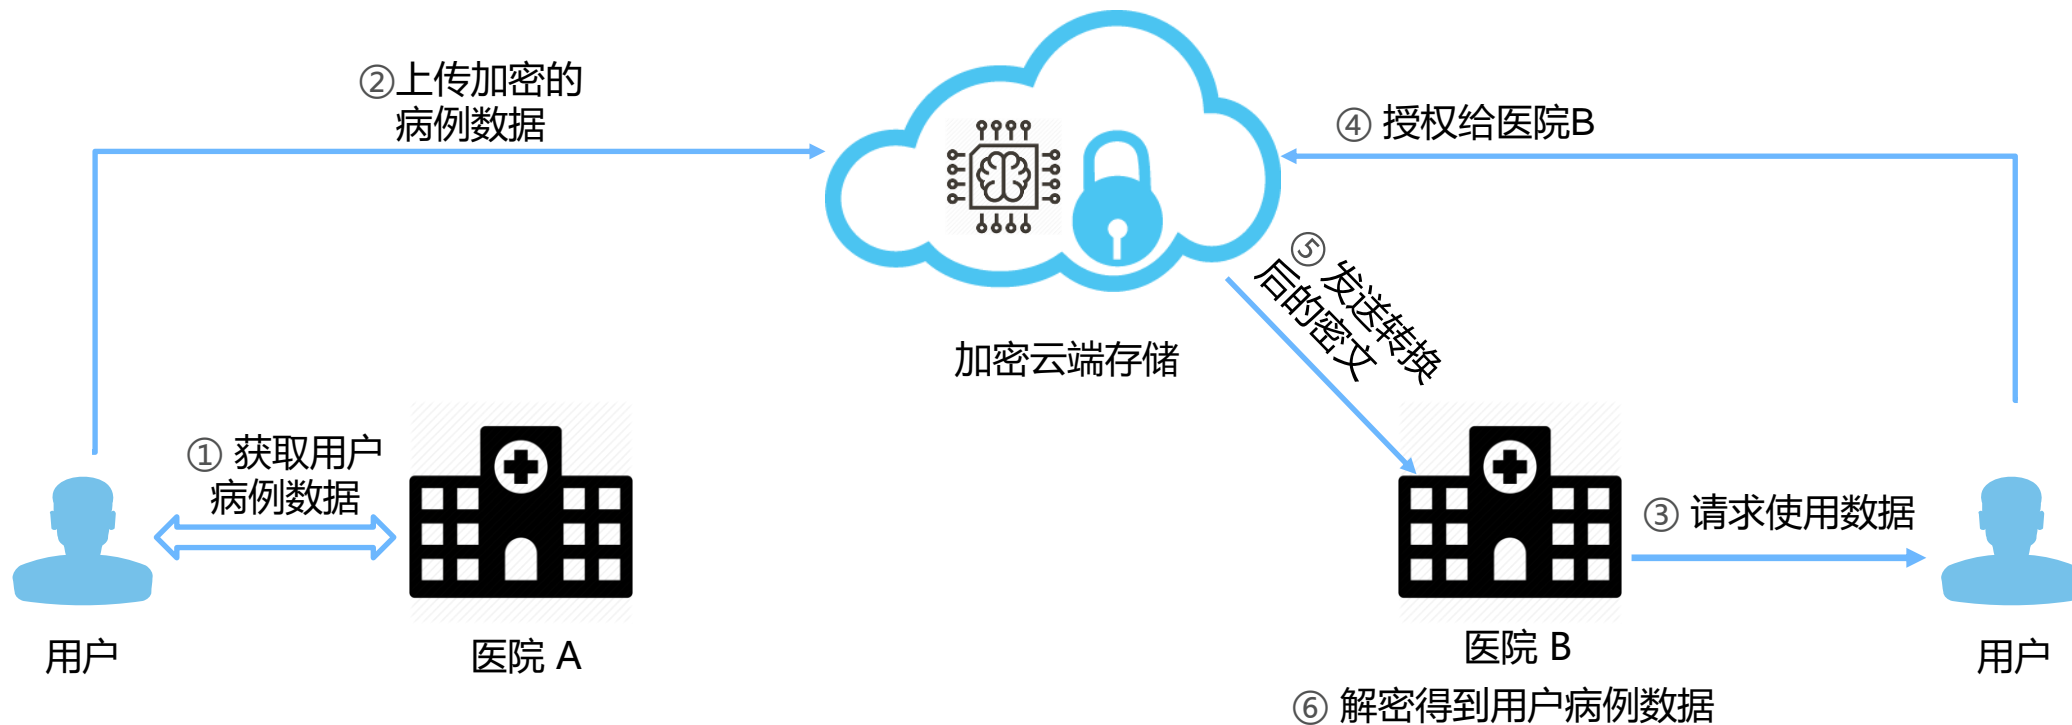 ②上传加密的
病例数据
④ 授权给医院B
⑤ 发送转换
后的密文
加密云端存储
① 获取用户
病例数据
③ 请求使用数据
用户
医院 A
医院 B
用户
⑥ 解密得到用户病例数据